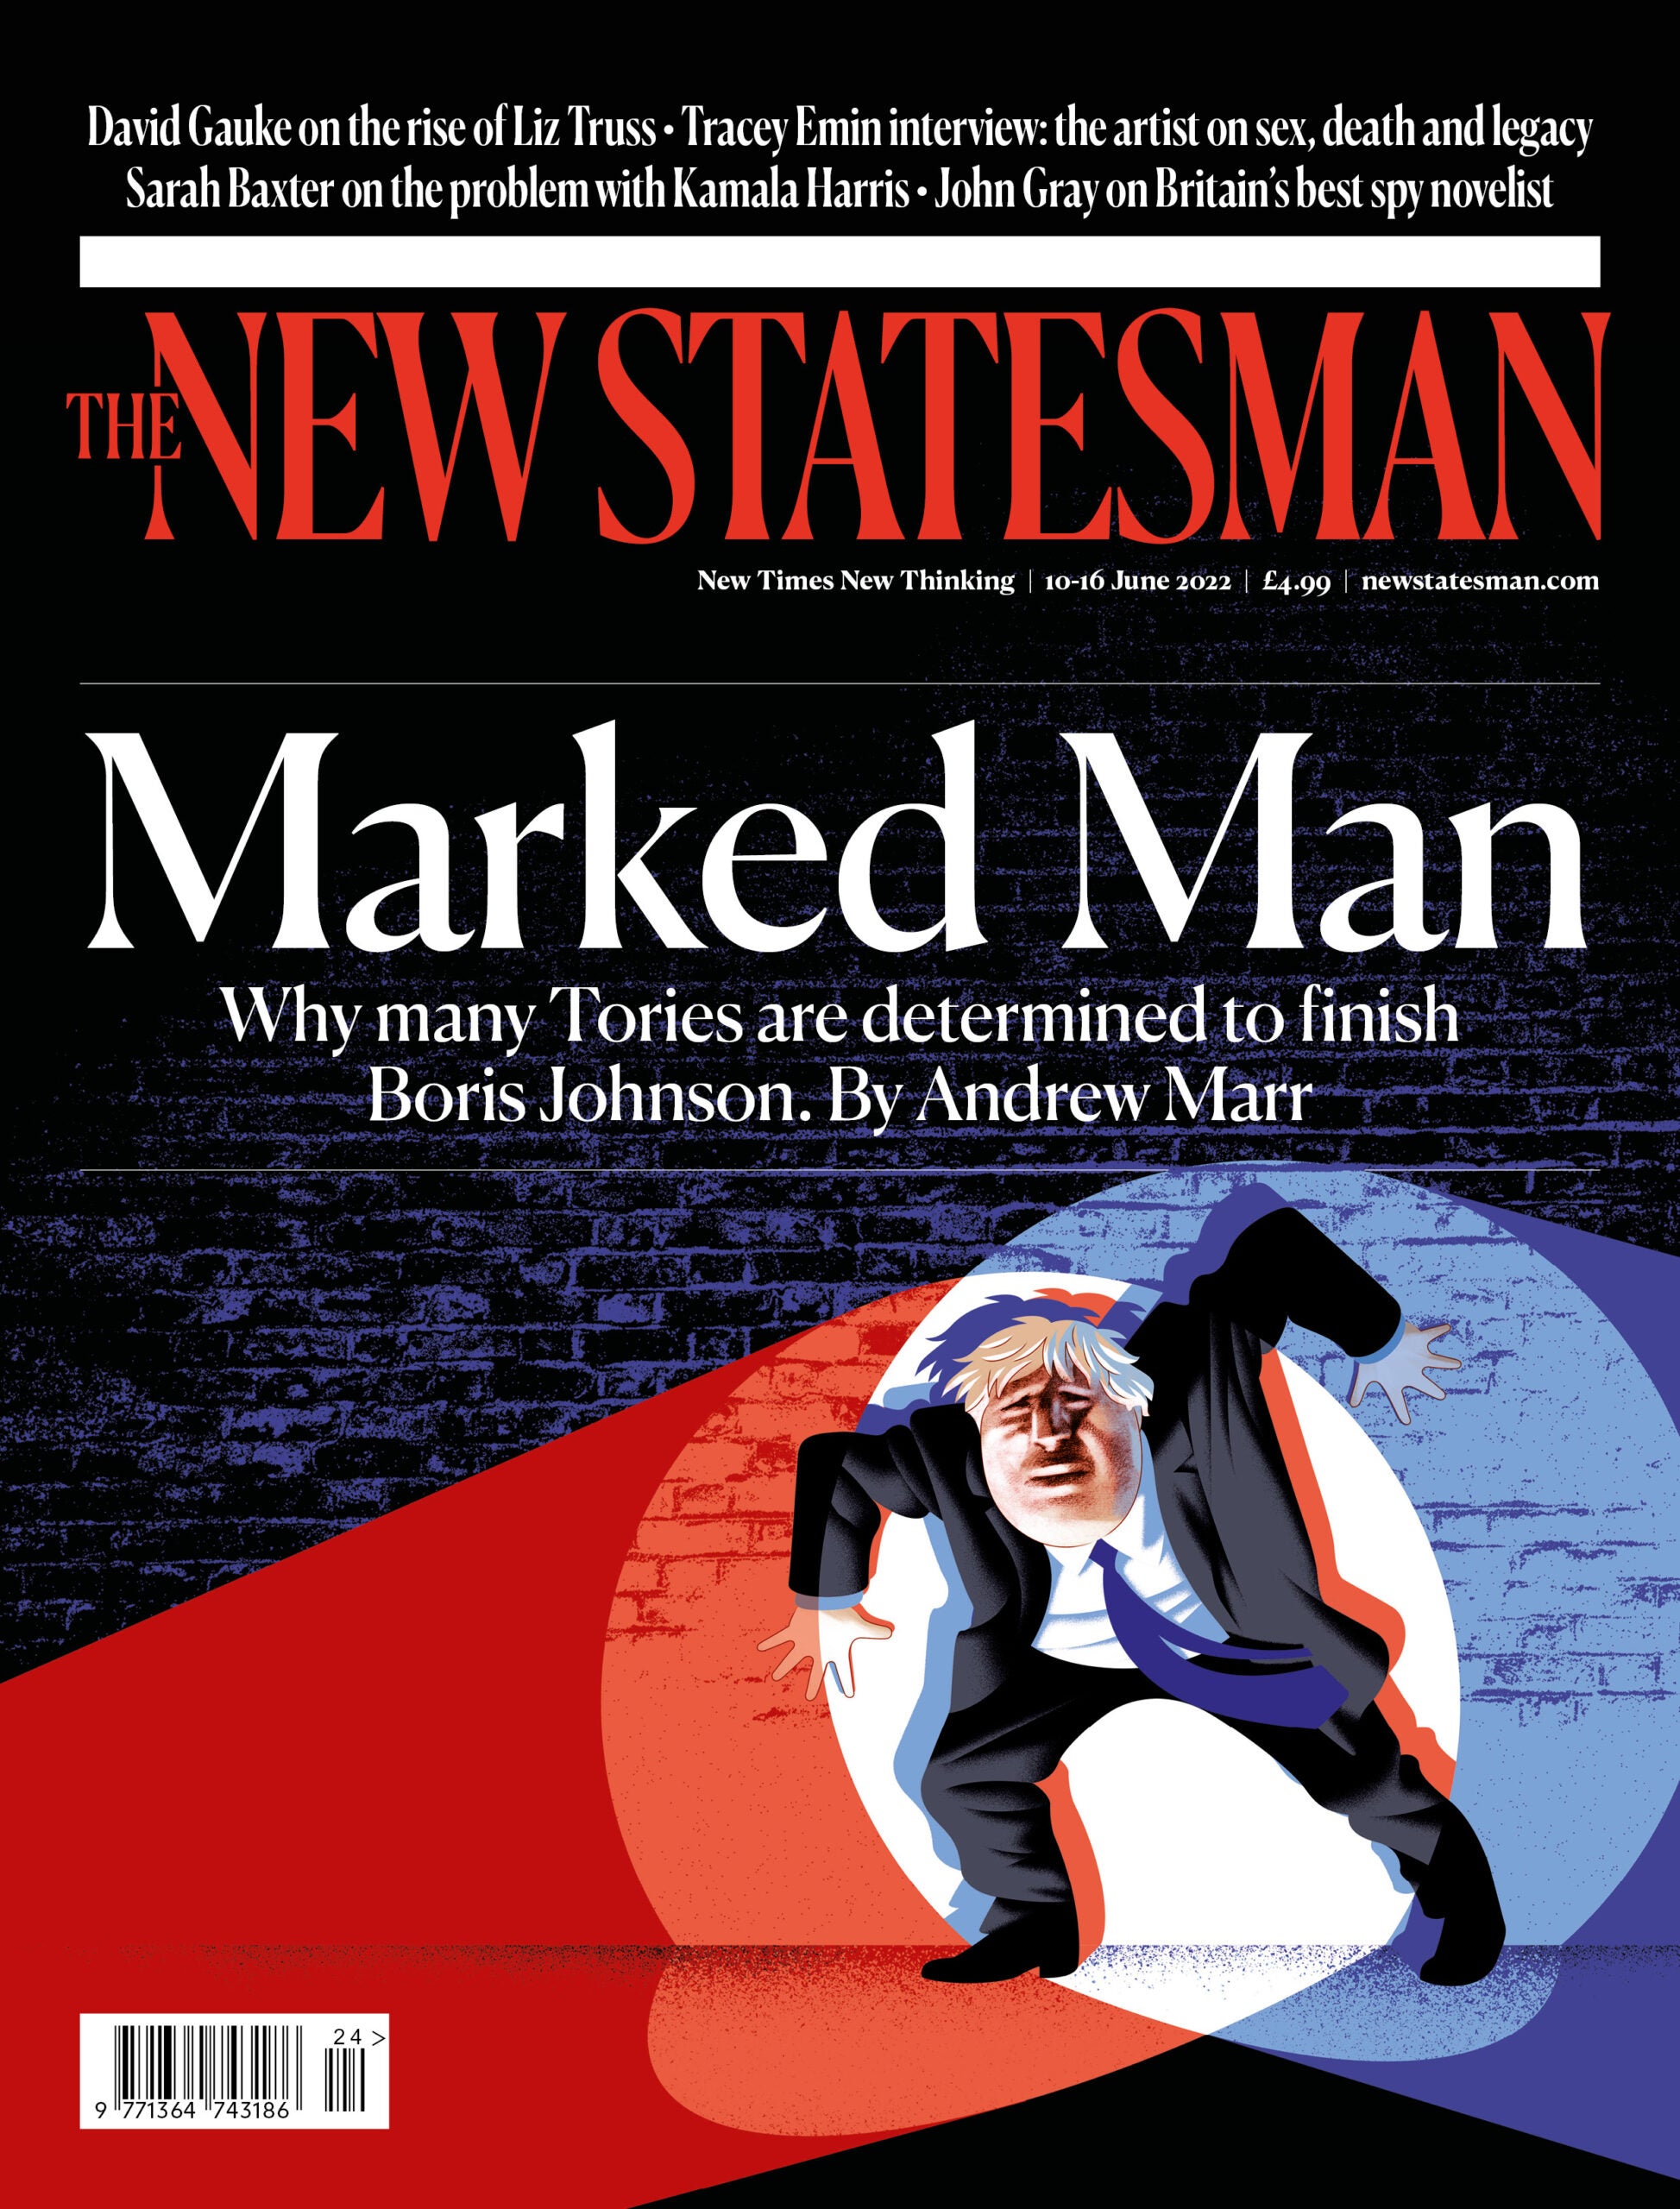 David Gauke on the rise of Liz Truss • Tracey Emin interview: the artist on sex, death and legacy
Sarah Baxter on the problem with Kamala Harris • John Gray on Britain's best spy novelist
THE NEW STATESMAN
New Times New Thinking | 10-16 June 2022 | £4.99 | newstatesman.com
Marked Man
Why many Tories are determined to finish
Boris Johnson. By Andrew Marr
24 >
9 771364 743186